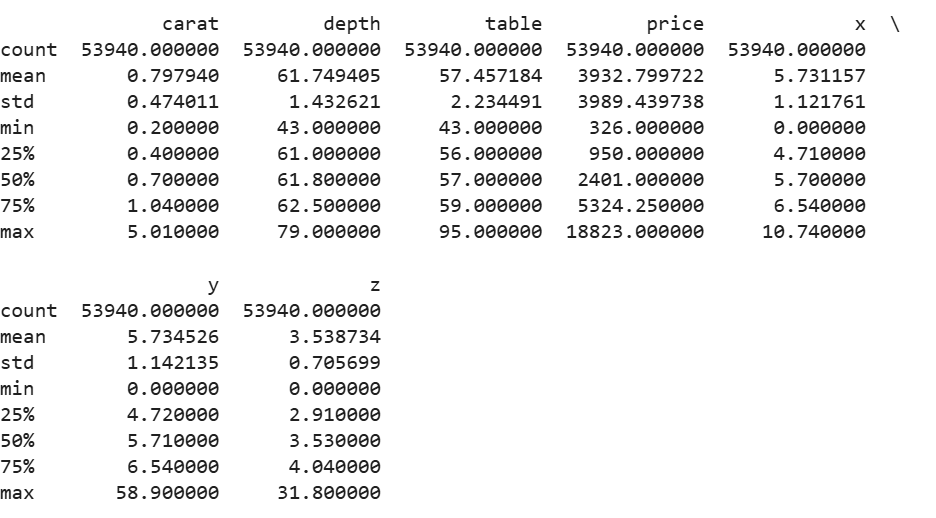 carat depth table price x \
count 53940.000000 53940.000000 53940.000000 53940.000000 53940.000000
mean 0.797940 61.749405 57.457184 3932.799722 5.731157
std 0.474011 1.432621 2.234491 3989.439738 1.121761
min 0.200000 43.000000 43.000000 326.000000 0.000000
25% 0.400000 61.000000 56.000000 950.000000 4.710000
50% 0.700000 61.800000 57.000000 2401.000000 5.700000
75% 1.040000 62.500000 59.000000 5324.250000 6.540000
max 5.010000 79.000000 95.000000 18823.000000 10.740000
y z
count 53940.000000 53940.000000
mean 5.734526 3.538734
std 1.142135 0.705699
min 0.000000 0.000000
25% 4.720000 2.910000
50% 5.710000 3.530000
75% 6.540000 4.040000
max 58.900000 31.800000